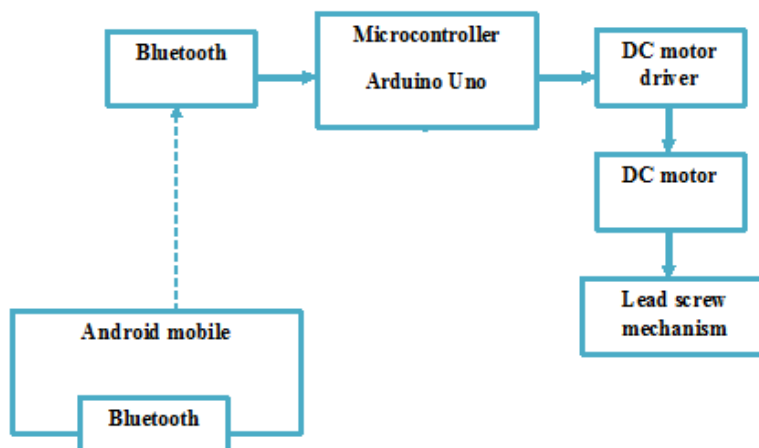 Bluetooth
Microcontroller
Arduino Uno
DC motor
driver
DC motor
Lead screw
mechanism
Android mobile
Bluetooth